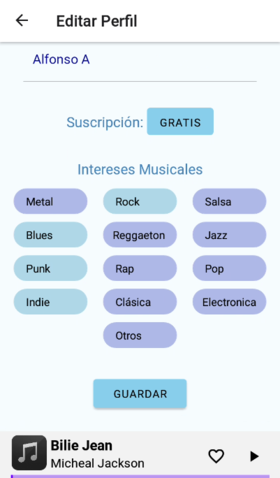 Editar Perfil
Alfonso A
Suscripción: GRATIS
Intereses Musicales
Metal Rock Salsa
Blues Reggaeton Jazz
Punk Rap Pop
Indie Clásica Electronica
Otros
GUARDAR
Bilie Jean
Micheal Jackson